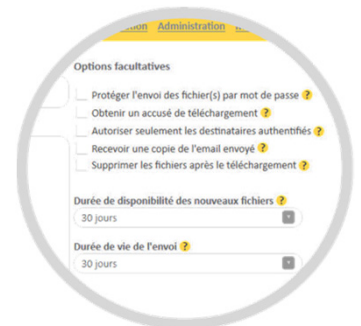 Administration
Options facultatives
Protéger l'envoi des fichier(s) par mot de passe ?
Obtenir un accusé de téléchargement ?
Autoriser seulement les destinataires authentifiés ?
Recevoir une copie de l'email envoyé ?
Supprimer les fichiers après le téléchargement ?
Durée de disponibilité des nouveaux fichiers ?
30 jours
Durée de vie de l'envoi ?
30 jours